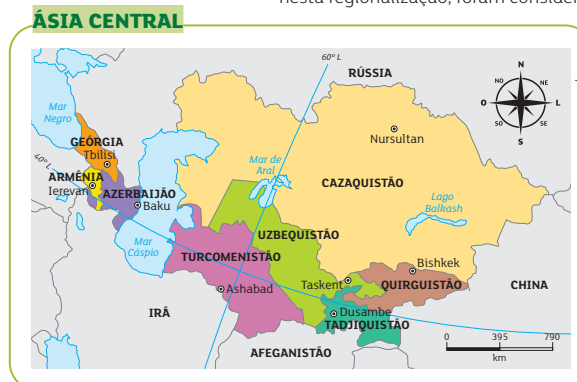 nesta regionalização, foram consider
ÁSIA CENTRAL
60° L
RÚSSIA
N
NO
NE
O
L
SO
SE
S
Mar
Negro
Nursultan
GEÓRGIA
Tbilisi
40° L
Mar de
Aral
ARMÊNIA
Ierevan
AZERBAIJÃO
Baku
CAZAQUISTÃO
Lago
Balkash
Mar
Cáspio
UZBEQUISTÃO
TURCOMENISTÃO
Bishkek
Taskent
QUIRGUISTÃO
CHINA
Ashabad
IRÃ
Dusambe
TADJIQUISTÃO
AFEGANISTÃO
0 395 790
km